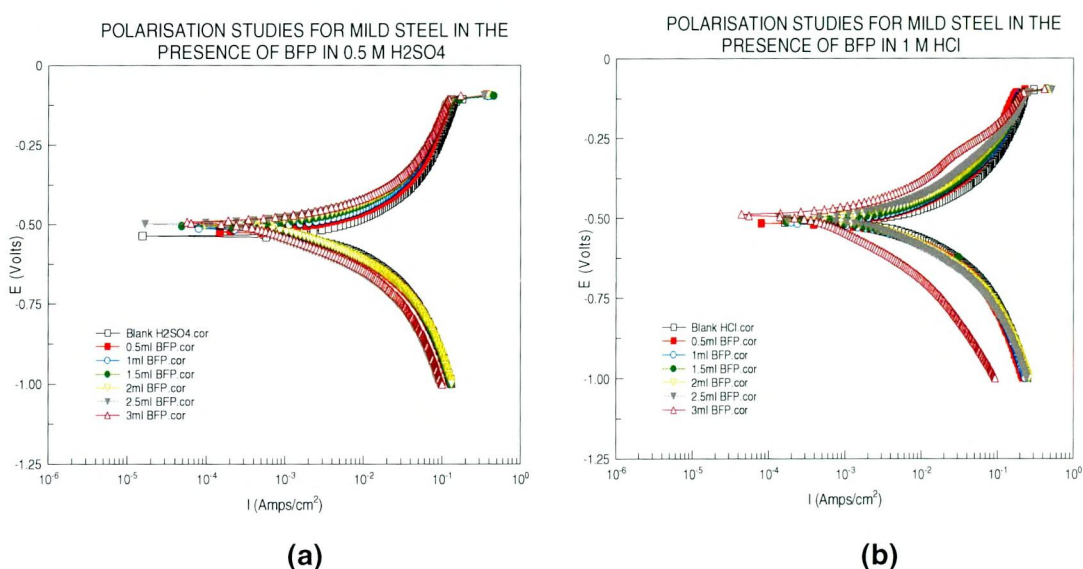 POLARISATION STUDIES FOR MILD STEEL IN THE
PRESENCE OF BFP IN 0.5 M H2SO4
0
-0.25
-0.50
-0.75
-1.00
-1.25
E (Volts)
Blank H2SO4.cor
0.5ml BFP.cor
1ml BFP.cor
1.5ml BFP.cor
2ml BFP.cor
2.5ml BFP.cor
3ml BFP.cor
10⁻⁶ 10⁻⁵ 10⁻⁴ 10⁻³ 10⁻² 10⁻¹ 10⁰
I (Amps/cm²)
(a)
POLARISATION STUDIES FOR MILD STEEL IN THE
PRESENCE OF BFP IN 1 M HCl
0
-0.25
-0.50
-0.75
-1.00
-1.25
E (Volts)
Blank HCl.cor
0.5ml BFP.cor
1ml BFP.cor
1.5ml BFP.cor
2ml BFP.cor
2.5ml BFP.cor
3ml BFP.cor
10⁻⁶ 10⁻⁵ 10⁻⁴ 10⁻³ 10⁻² 10⁻¹ 10⁰
I (Amps/cm²)
(b)